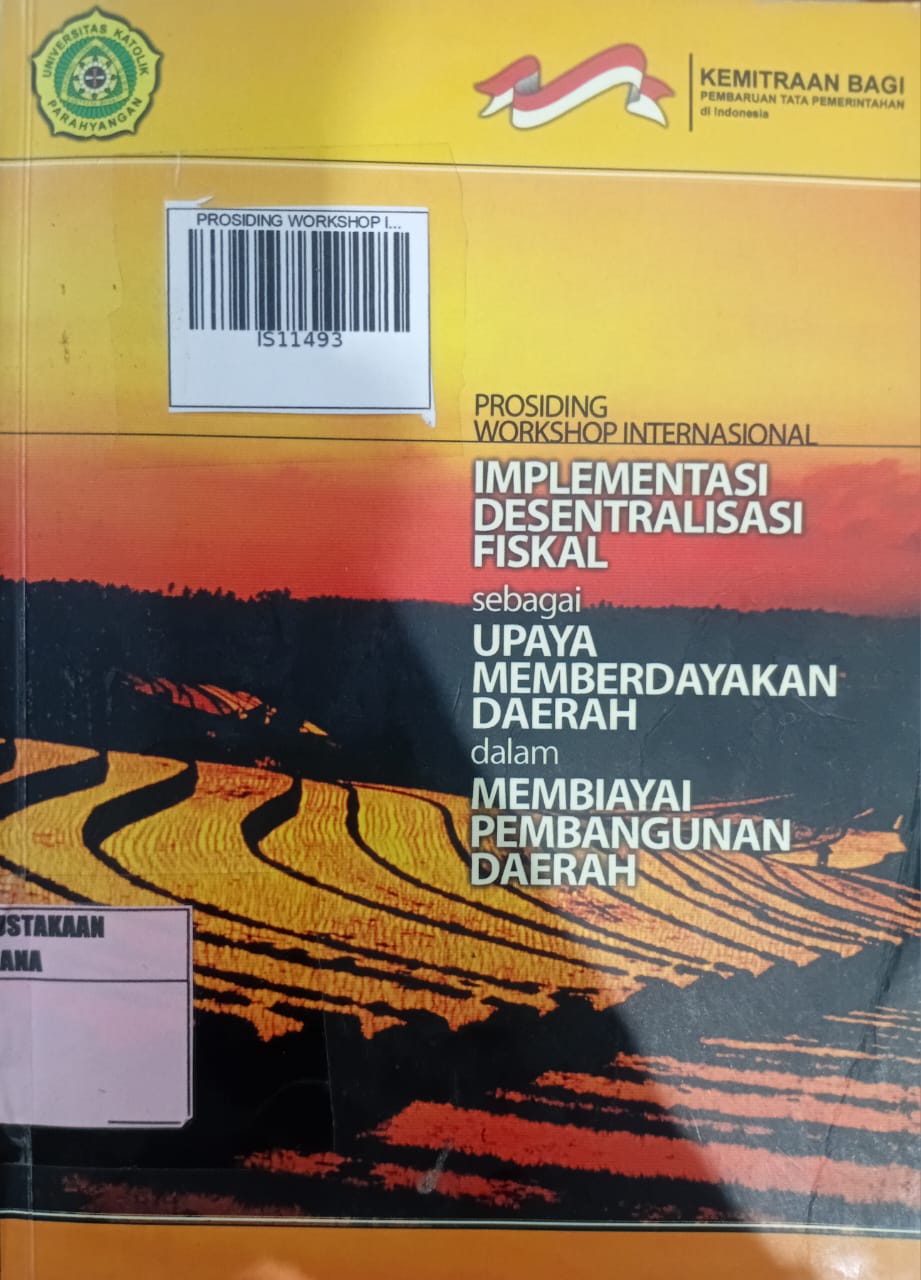 UNIVERSITAS KATOLIK
PARAHYANGAN
KEMITRAAN BAGI
PEMBARUAN TATA PEMERINTAHAN
di Indonesia
PROSIDING WORKSHOP I...
IS11493
PROSIDING
WORKSHOP INTERNASIONAL
IMPLEMENTASI
DESENTRALISASI
FISKAL
sebagai
UPAYA
MEMBERDAYAKAN
DAERAH
dalam
MEMBIAYAI
PEMBANGUNAN
DAERAH
USTAKAAN
ANA